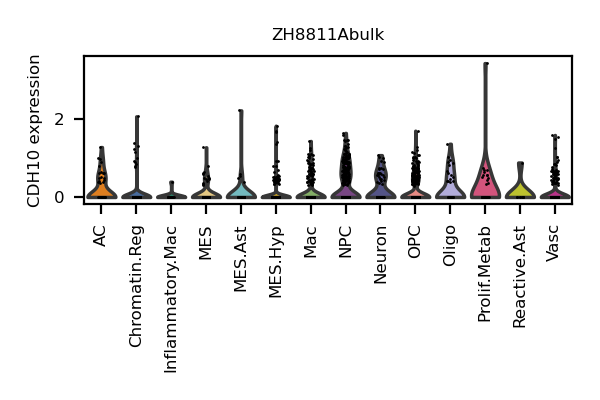 ZH8811Abulk
CDH10 expression
2
0
AC
Chromatin.Reg
Inflammatory.Mac
MES
MES.Ast
MES.Hyp
Mac
NPC
Neuron
OPC
Oligo
Prolif.Metab
Reactive.Ast
Vasc